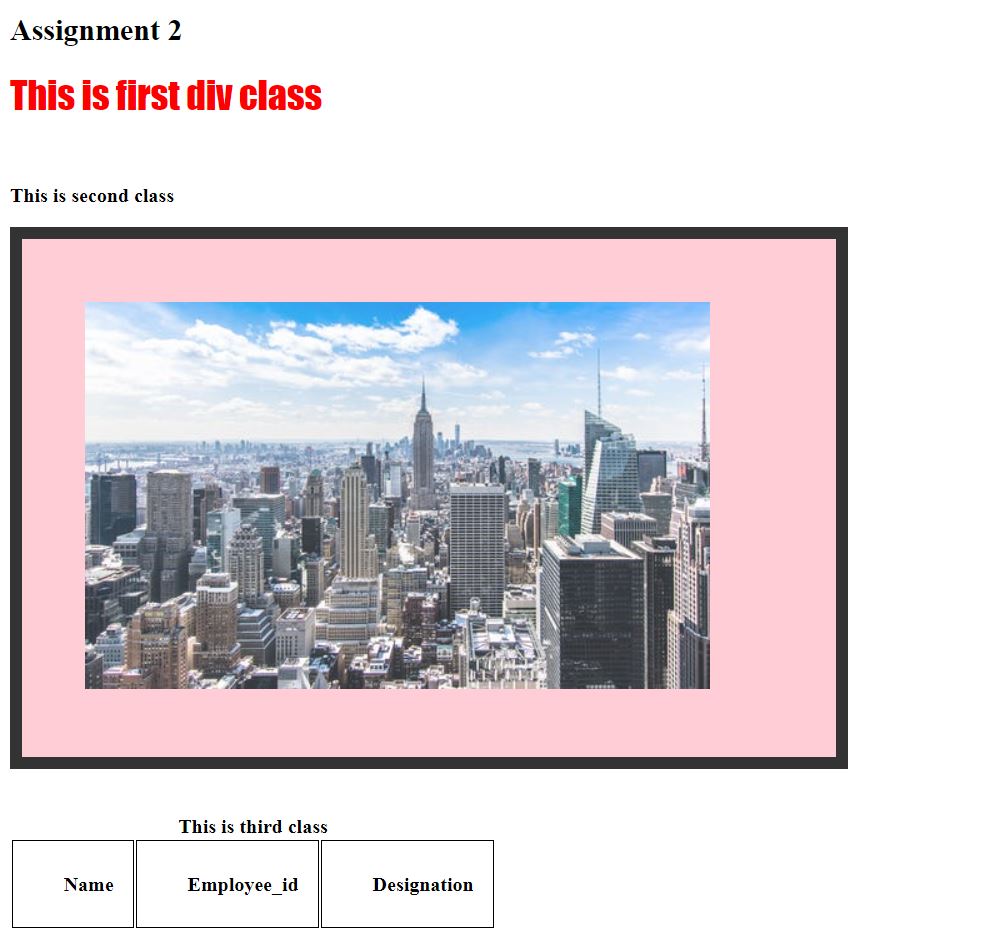 Assignment 2
This is first div class
This is second class
This is third class
Name Employee_id Designation